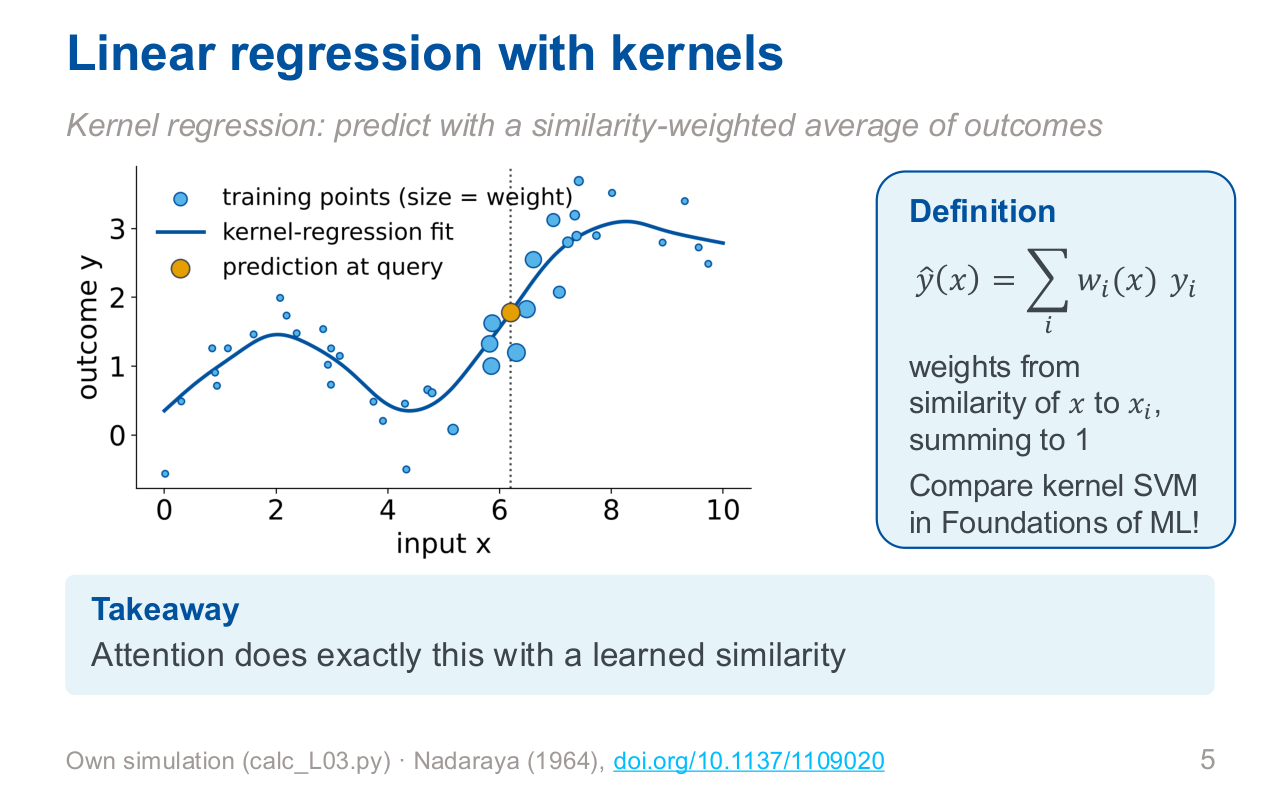 Linear regression with kernels
Kernel regression: predict with a similarity-weighted average of outcomes
training points (size = weight)
kernel-regression fit
prediction at query
outcome y
3
2
1
0
0 2 4 6 8 10
input x
Definition
ŷ(x) = ∑ᵢ wᵢ(x) yᵢ
weights from
similarity of x to xᵢ,
summing to 1
Compare kernel SVM
in Foundations of ML!
Takeaway
Attention does exactly this with a learned similarity
Own simulation (calc_L03.py) · Nadaraya (1964), doi.org/10.1137/1109020
5